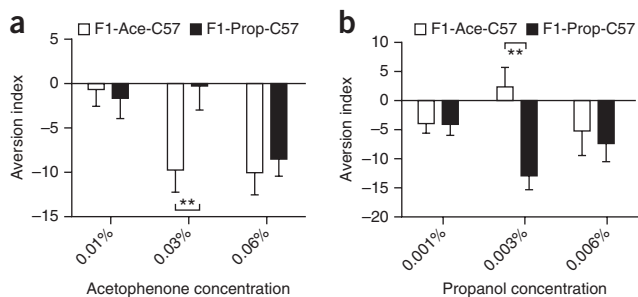 a
F1-Ace-C57 F1-Prop-C57
5
0
−5
−10
−15
Aversion index
**
0.01% 0.03% 0.06%
Acetophenone concentration
b
F1-Ace-C57 F1-Prop-C57
10
5
0
−5
−10
−15
−20
Aversion index
**
0.001% 0.003% 0.006%
Propanol concentration